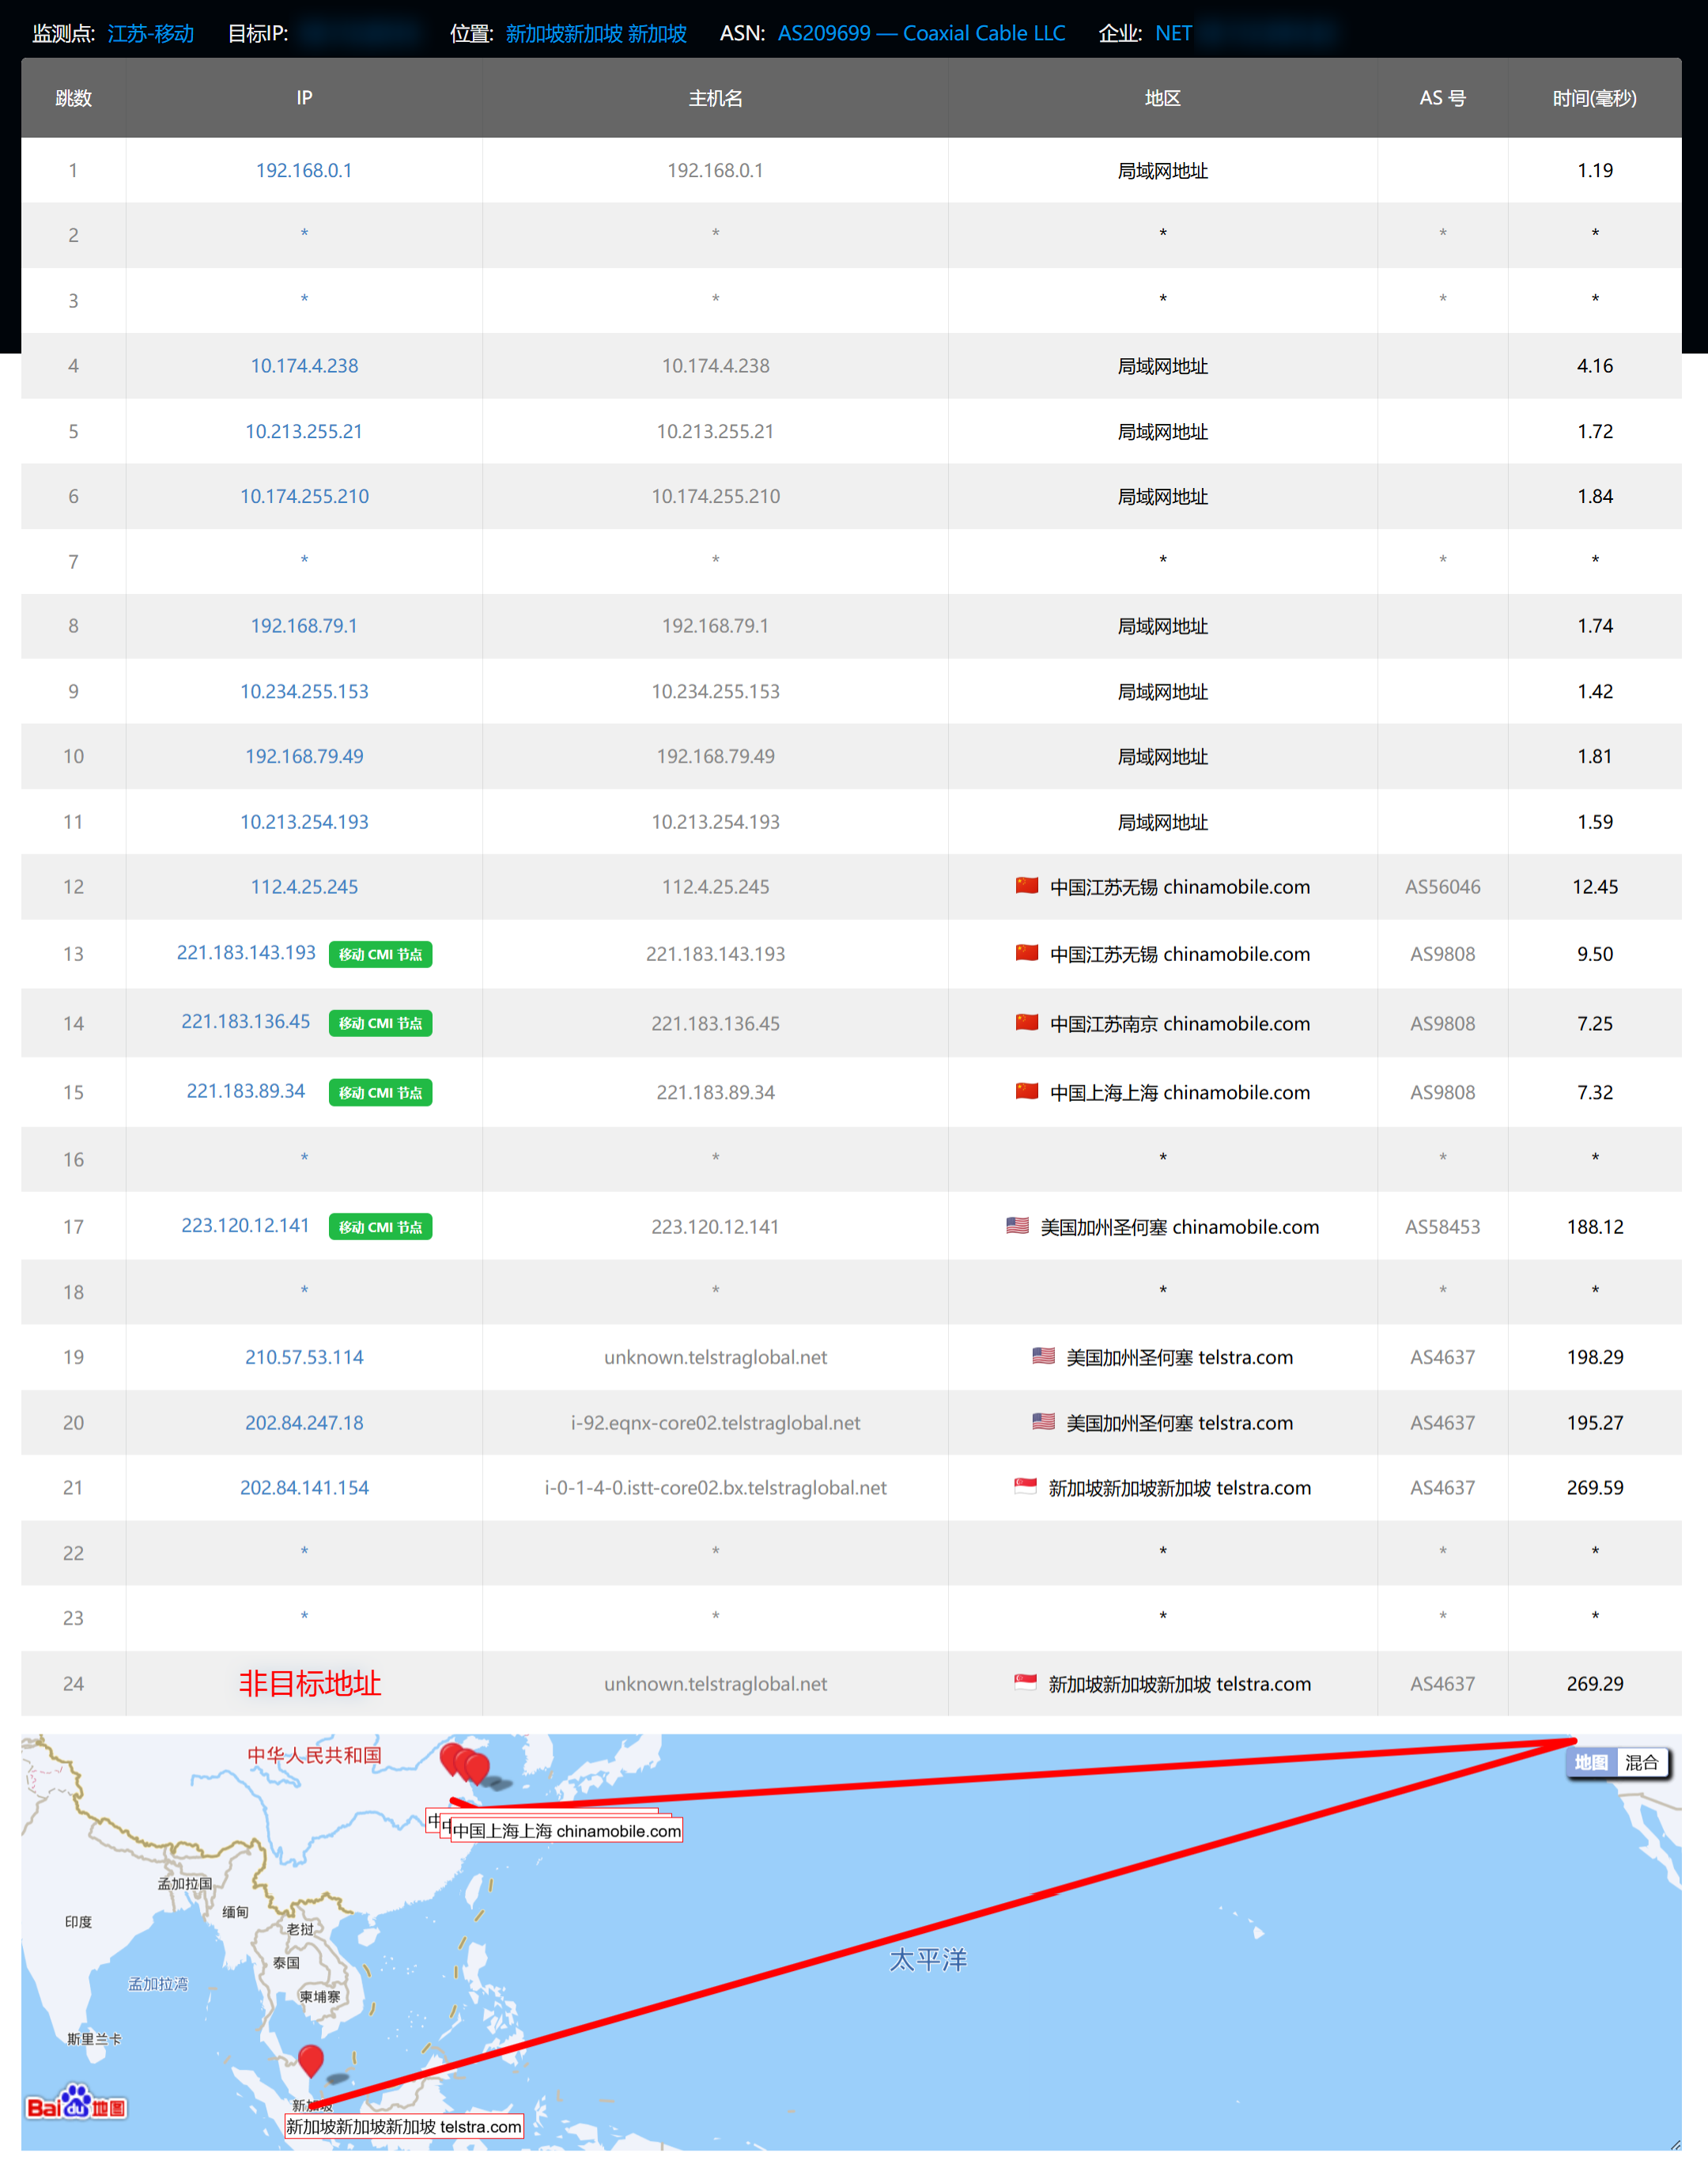 监测点: 江苏-移动 目标IP: 位置: 新加坡新加坡 新加坡 ASN: AS209699 — Coaxial Cable LLC 企业: NET
跳数 IP 主机名 地区 AS 号 时间(毫秒)
1 192.168.0.1 192.168.0.1 局域网地址 1.19
2 * * * * *
3 * * * * *
4 10.174.4.238 10.174.4.238 局域网地址 4.16
5 10.213.255.21 10.213.255.21 局域网地址 1.72
6 10.174.255.210 10.174.255.210 局域网地址 1.84
7 * * * * *
8 192.168.79.1 192.168.79.1 局域网地址 1.74
9 10.234.255.153 10.234.255.153 局域网地址 1.42
10 192.168.79.49 192.168.79.49 局域网地址 1.81
11 10.213.254.193 10.213.254.193 局域网地址 1.59
12 112.4.25.245 112.4.25.245 中国江苏无锡 chinamobile.com AS56046 12.45
13 221.183.143.193 移动 CMI 节点 221.183.143.193 中国江苏无锡 chinamobile.com AS9808 9.50
14 221.183.136.45 移动 CMI 节点 221.183.136.45 中国江苏南京 chinamobile.com AS9808 7.25
15 221.183.89.34 移动 CMI 节点 221.183.89.34 中国上海上海 chinamobile.com AS9808 7.32
16 * * * * *
17 223.120.12.141 移动 CMI 节点 223.120.12.141 美国加州圣何塞 chinamobile.com AS58453 188.12
18 * * * * *
19 210.57.53.114 unknown.telstraglobal.net 美国加州圣何塞 telstra.com AS4637 198.29
20 202.84.247.18 i-92.eqnx-core02.telstraglobal.net 美国加州圣何塞 telstra.com AS4637 195.27
21 202.84.141.154 i-0-1-4-0.istt-core02.bx.telstraglobal.net 新加坡新加坡新加坡 telstra.com AS4637 269.59
22 * * * * *
23 * * * * *
24 非目标地址 unknown.telstraglobal.net 新加坡新加坡新加坡 telstra.com AS4637 269.29
中华人民共和国
地图 混合
中
中国上海上海 chinamobile.com
孟加拉国
缅甸
印度
老挝
泰国
太平洋
孟加拉湾
柬埔寨
斯里兰卡
新加坡
Bai du 地图
新加坡新加坡新加坡 telstra.com